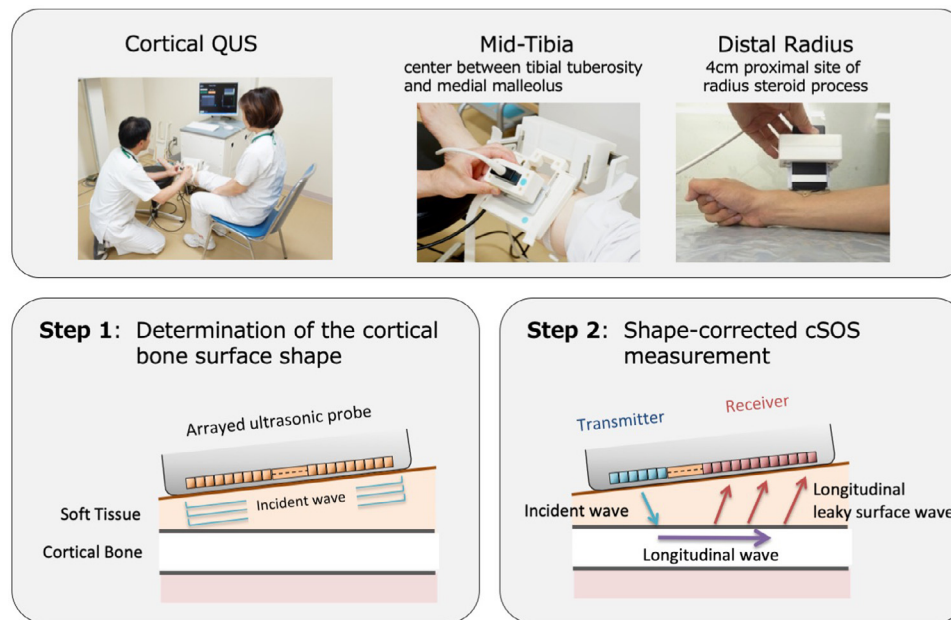 Cortical QUS
Mid-Tibia
center between tibial tuberosity
and medial malleolus
Distal Radius
4cm proximal site of
radius steroid process
Step 1: Determination of the cortical
bone surface shape
Arrayed ultrasonic probe
Incident wave
Soft Tissue
Cortical Bone
Step 2: Shape-corrected cSOS
measurement
Transmitter
Receiver
Incident wave
Longitudinal
leaky surface wave
Longitudinal wave